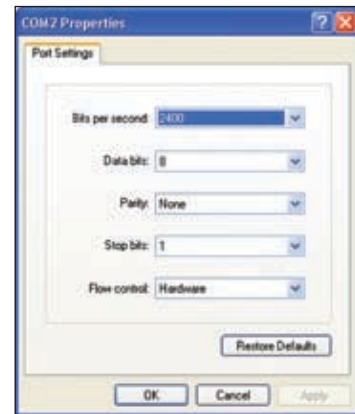 COM2 Properties
Port Settings
Bits per second: 2400
Data bits: 8
Parity: None
Stop bits: 1
Flow control: Hardware
Restore Defaults
OK Cancel Apply